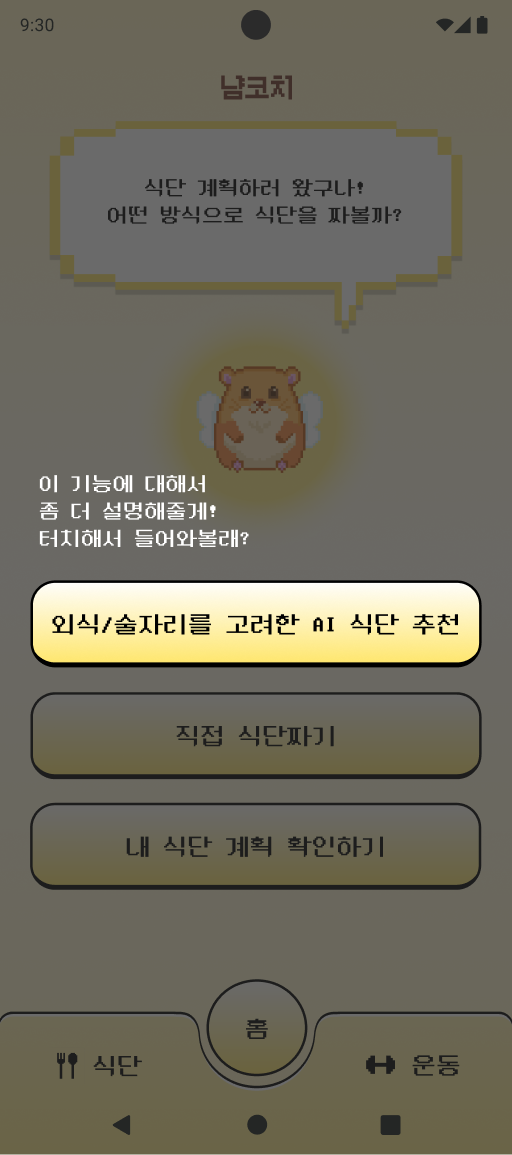 9:30
냠코치
식단 계획하러 왔구나!
어떤 방식으로 식단을 짜볼까?
이 기능에 대해서
좀 더 설명해줄게!
터치해서 들어와볼래?
외식/술자리를 고려한 AI 식단 추천
직접 식단짜기
내 식단 계획 확인하기
홈
식단
운동